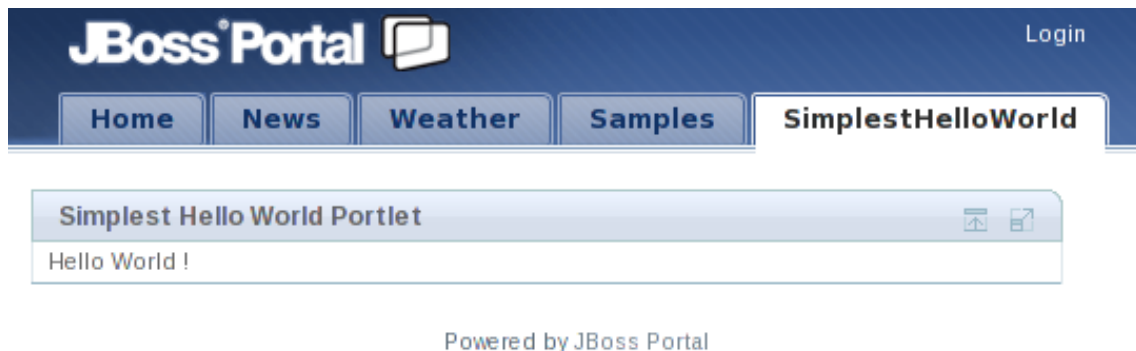 JBoss®Portal
Login
Home News Weather Samples SimplestHelloWorld
Simplest Hello World Portlet
Hello World !
Powered by JBoss Portal